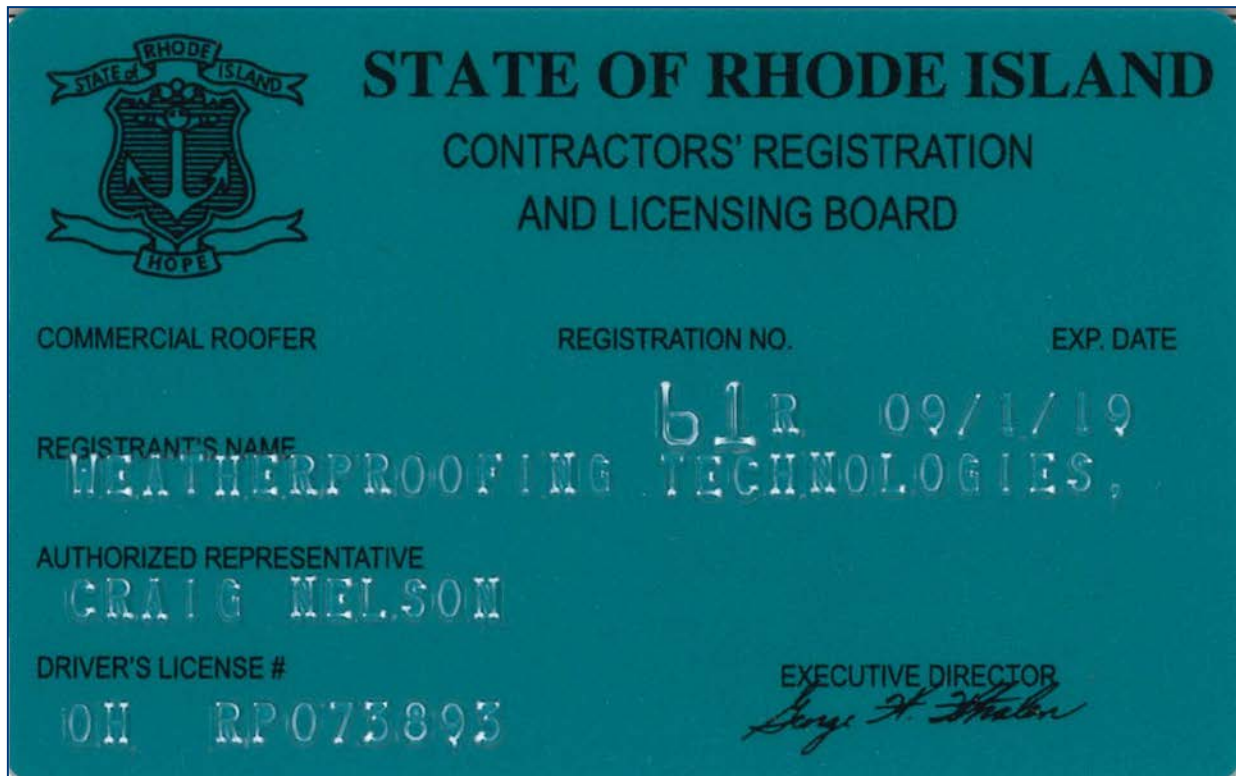 STATE of RHODE ISLAND
HOPE
STATE OF RHODE ISLAND
CONTRACTORS' REGISTRATION
AND LICENSING BOARD
COMMERCIAL ROOFER REGISTRATION NO. EXP. DATE
61R 09/1/19
REGISTRANT'S NAME
WEATHERPROOFING TECHNOLOGIES,
AUTHORIZED REPRESENTATIVE
CRAIG NELSON
DRIVER'S LICENSE #
OH RP073893
EXECUTIVE DIRECTOR
George H. Whalen